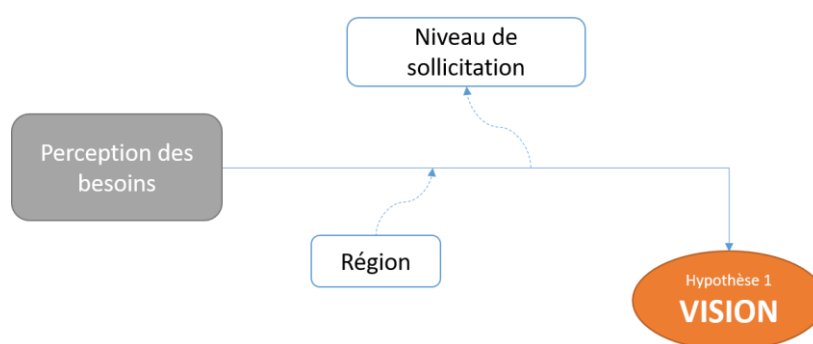 Niveau de
sollicitation
Perception des
besoins
Région
Hypothèse 1
VISION